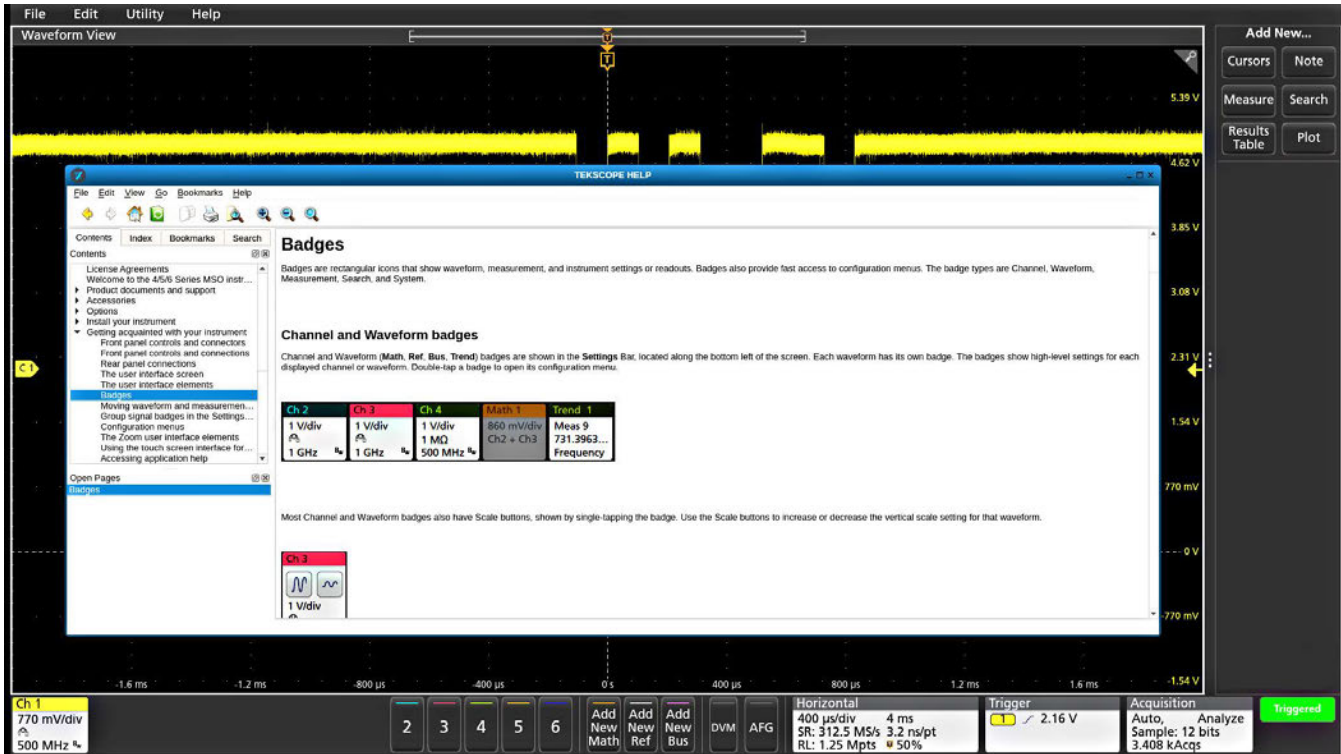 File Edit Utility Help
Waveform View
Add New...
T
T
Cursors Note
Measure Search
Results Table Plot
5.39 V
4.62 V
3.85 V
3.08 V
2.31 V
1.54 V
770 mV
0 V
-770 mV
-1.54 V
C1
TEKSCOPE HELP
File Edit View Go Bookmarks Help
Contents Index Bookmarks Search
Contents
License Agreements
Welcome to the 4/5/6 Series MSO instr...
Product documents and support
Accessories
Options
Install your instrument
Getting acquainted with your instrument
Front panel controls and connectors
Front panel controls and connections
Rear panel connections
The user interface screen
The user interface elements
Badges
Moving waveform and measuremen...
Group signal badges in the Settings...
Configuration menus
The Zoom user interface elements
Using the touch screen interface for...
Accessing application help
Open Pages
Badges
Badges
Badges are rectangular icons that show waveform, measurement, and instrument settings or readouts. Badges also provide fast access to configuration menus. The badge types are Channel, Waveform,
Measurement, Search, and System.
Channel and Waveform badges
Channel and Waveform (Math, Ref, Bus, Trend) badges are shown in the Settings Bar, located along the bottom left of the screen. Each waveform has its own badge. The badges show high-level settings for each
displayed channel or waveform. Double-tap a badge to open its configuration menu.
Ch 2 Ch 3 Ch 4 Math 1 Trend 1
1 V/div 1 V/div 1 V/div 860 mV/div Meas 9
1 MΩ Ch2 + Ch3 731.3963...
1 GHz 1 GHz 500 MHz Frequency
Most Channel and Waveform badges also have Scale buttons, shown by single-tapping the badge. Use the Scale buttons to increase or decrease the vertical scale setting for that waveform.
Ch 3
1 V/div
-1.6 ms -1.2 ms -800 µs -400 µs 0 s 400 µs 800 µs 1.2 ms 1.6 ms
Ch 1
770 mV/div
500 MHz
2 3 4 5 6
Add New Math
Add New Ref
Add New Bus
DVM AFG
Horizontal
400 µs/div 4 ms
SR: 312.5 MS/s 3.2 ns/pt
RL: 1.25 Mpts 50%
Trigger
1 2.16 V
Acquisition
Auto, Analyze
Sample: 12 bits
3.408 kAcqs
Triggered